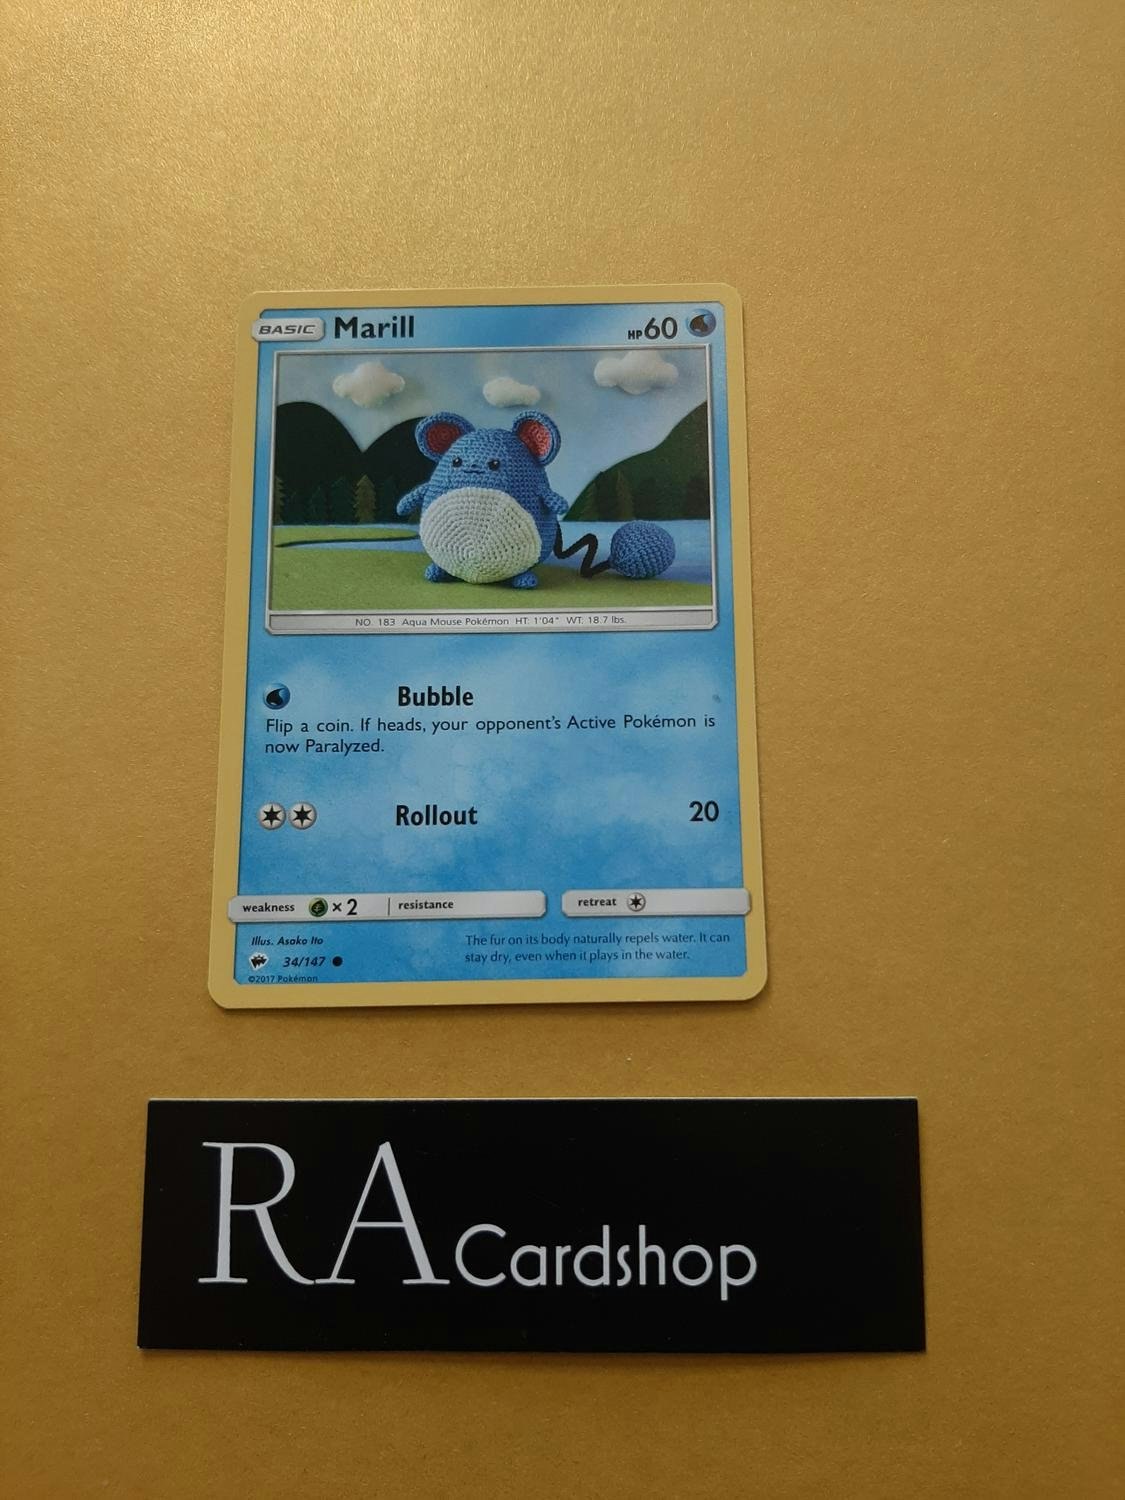 BASIC Marill HP60
NO. 183 Aqua Mouse Pokémon HT: 1'04" WT: 18.7 lbs.
Bubble
Flip a coin. If heads, your opponent's Active Pokémon is
now Paralyzed.
Rollout 20
weakness ×2 resistance retreat
Illus. Asako Ito
34/147
©2017 Pokémon
The fur on its body naturally repels water. It can
stay dry, even when it plays in the water.
RA Cardshop